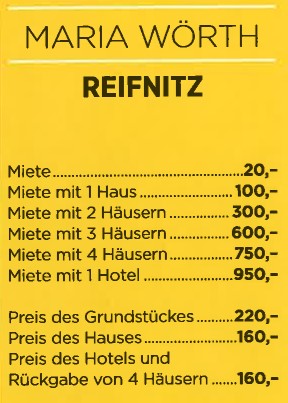 MARIA WÖRTH
REIFNITZ
Miete..........................................20,–
Miete mit 1 Haus....................100,–
Miete mit 2 Häusern.............300,–
Miete mit 3 Häusern.............600,–
Miete mit 4 Häusern.............750,–
Miete mit 1 Hotel...................950,–
Preis des Grundstückes........220,–
Preis des Hauses...................160,–
Preis des Hotels und
Rückgabe von 4 Häusern......160,–